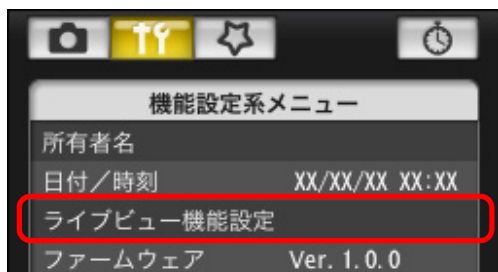 機能設定系メニュー
所有者名
日付／時刻 XX/XX/XX XX:XX
ライブビュー機能設定
ファームウェア Ver. 1.0.0